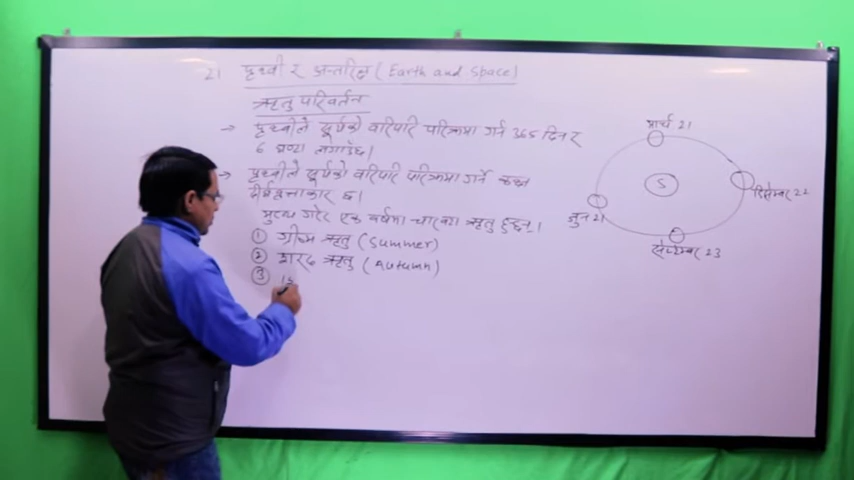 21 पृथ्वी र अन्तरिक्ष (Earth and Space)
ऋतु परिवर्तन
→ पृथ्वीले सूर्यको वरिपरि परिक्रमा गर्न 365 दिन र
6 घण्टा लगाउँछ।
→ पृथ्वीले सूर्यको वरिपरि परिक्रमा गर्ने कक्ष
दीर्घवृत्ताकार छ।
मुख्य गरेर एक वर्षमा चारवटा ऋतु हुन्छन्।
① ग्रीष्म ऋतु (Summer)
② शरद ऋतु (Autumn)
③
मार्च 21
S
डिसेम्बर 22
जुन 21
सेप्टेम्बर 23